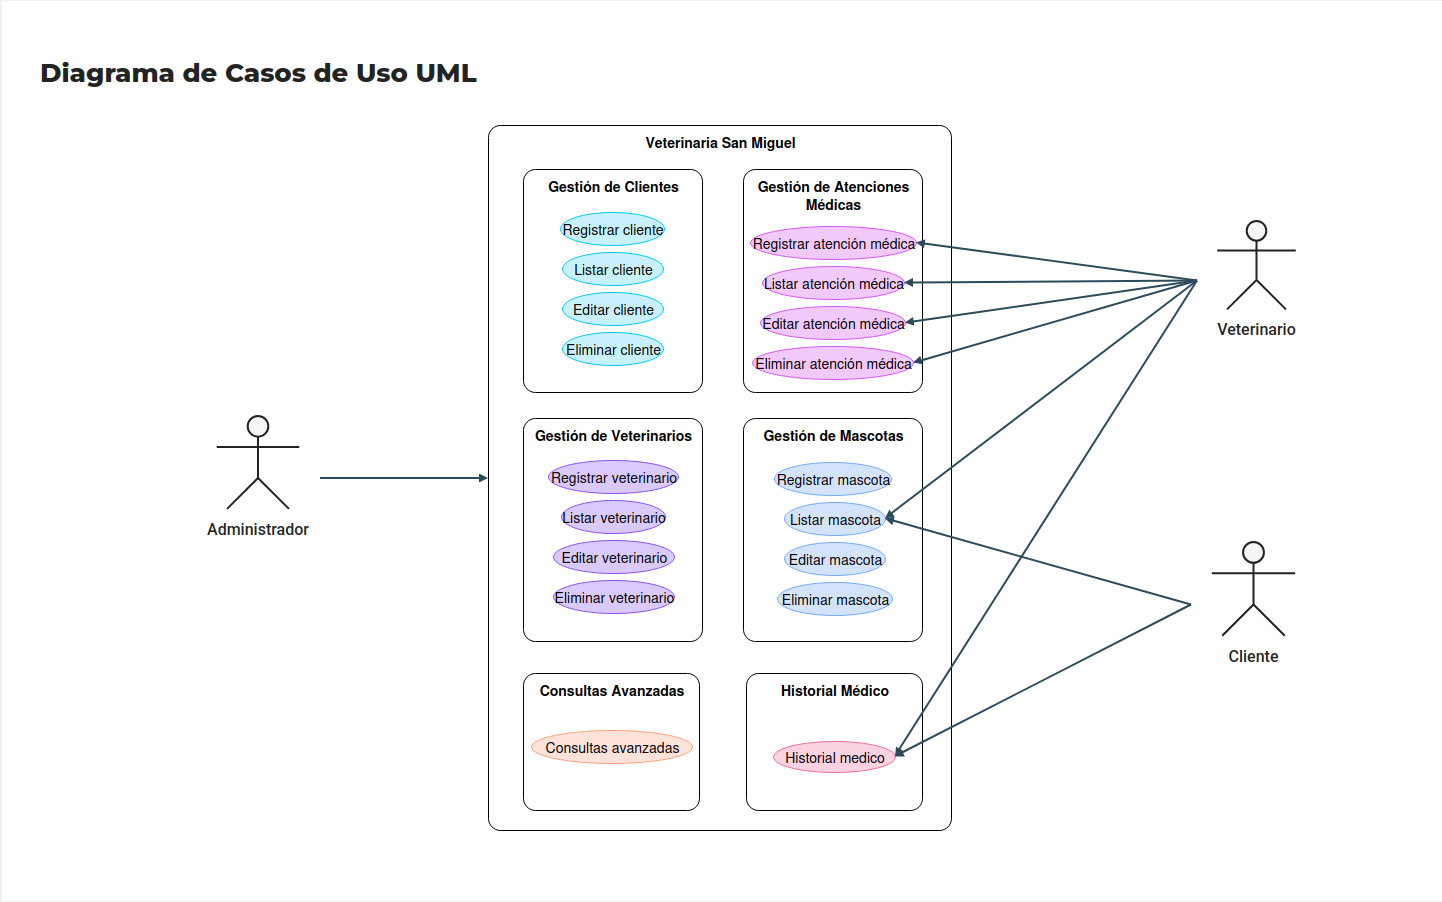 Diagrama de Casos de Uso UML
Veterinaria San Miguel
Gestión de Clientes
Registrar cliente
Listar cliente
Editar cliente
Eliminar cliente
Gestión de Atenciones
Médicas
Registrar atención médica
Listar atención médica
Editar atención médica
Eliminar atención médica
Veterinario
Administrador
Gestión de Veterinarios
Registrar veterinario
Listar veterinario
Editar veterinario
Eliminar veterinario
Gestión de Mascotas
Registrar mascota
Listar mascota
Editar mascota
Eliminar mascota
Cliente
Consultas Avanzadas
Consultas avanzadas
Historial Médico
Historial medico